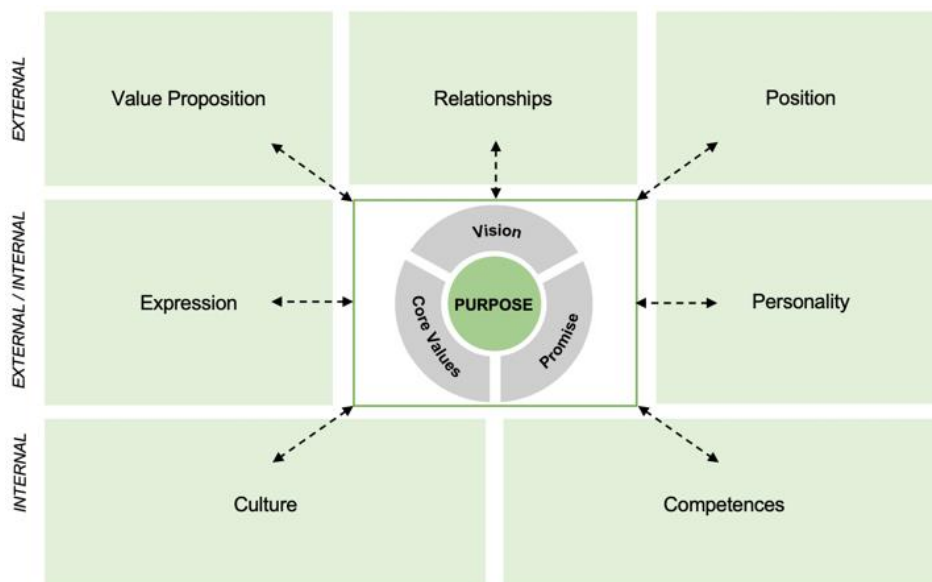 EXTERNAL
Value Proposition
Relationships
Position
EXTERNAL / INTERNAL
Expression
Vision
PURPOSE
Core Values
Promise
Personality
INTERNAL
Culture
Competences